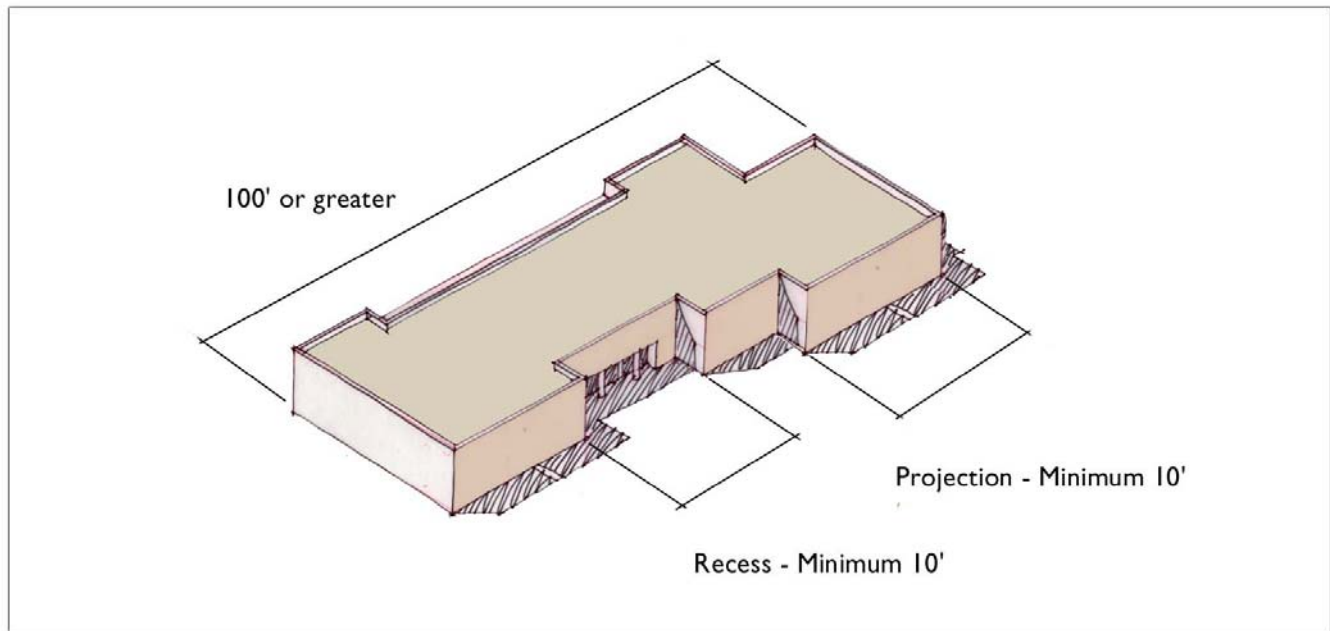 100' or greater
Projection - Minimum 10'
Recess - Minimum 10'